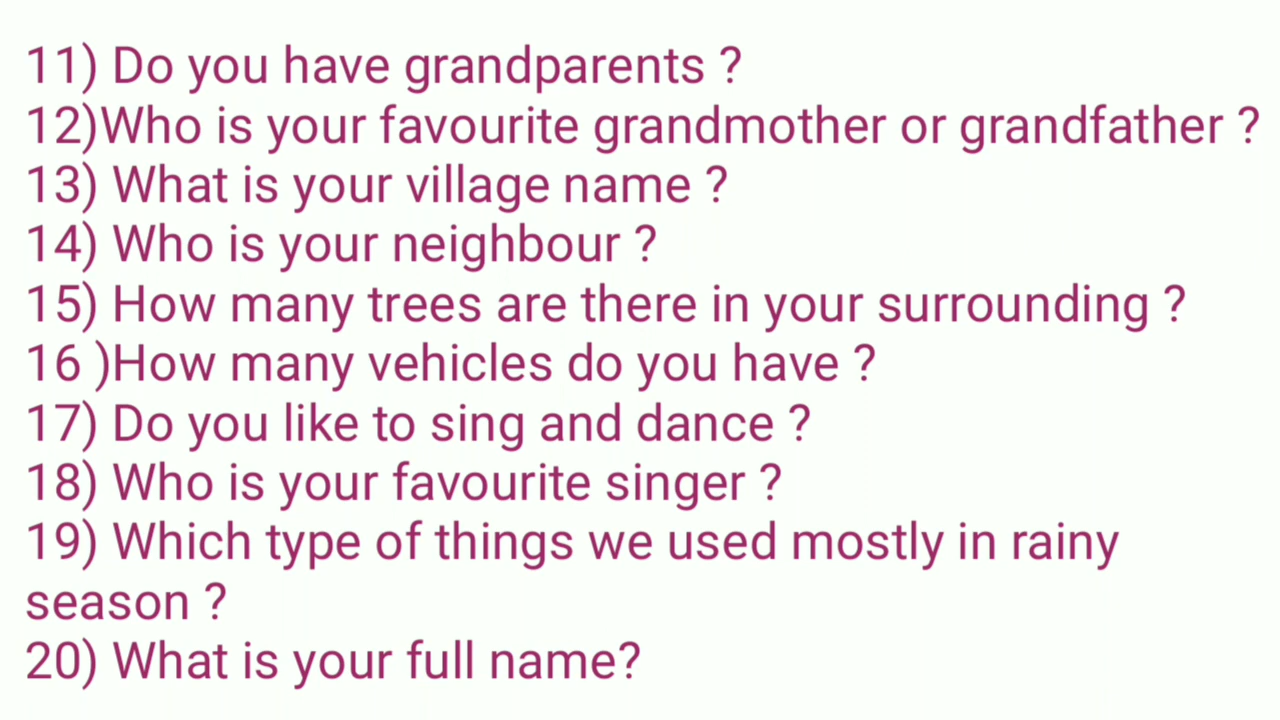 11) Do you have grandparents ?
12)Who is your favourite grandmother or grandfather ?
13) What is your village name ?
14) Who is your neighbour ?
15) How many trees are there in your surrounding ?
16 )How many vehicles do you have ?
17) Do you like to sing and dance ?
18) Who is your favourite singer ?
19) Which type of things we used mostly in rainy
season ?
20) What is your full name?